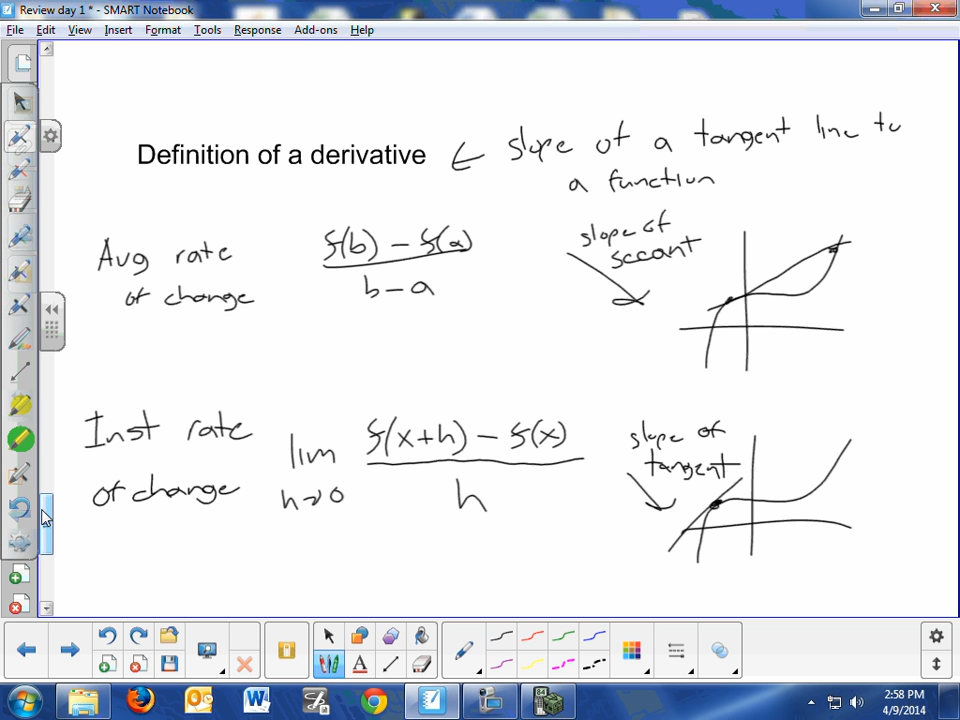 Review day 1 * - SMART Notebook
File Edit View Insert Format Tools Response Add-ons Help
Definition of a derivative ← slope of a tangent line to
a function
Avg rate
of change
f(b) - f(a)
b - a
slope of
secant
Inst rate
of change
lim
h→0
f(x+h) - f(x)
h
slope of
tangent
2:58 PM
4/9/2014